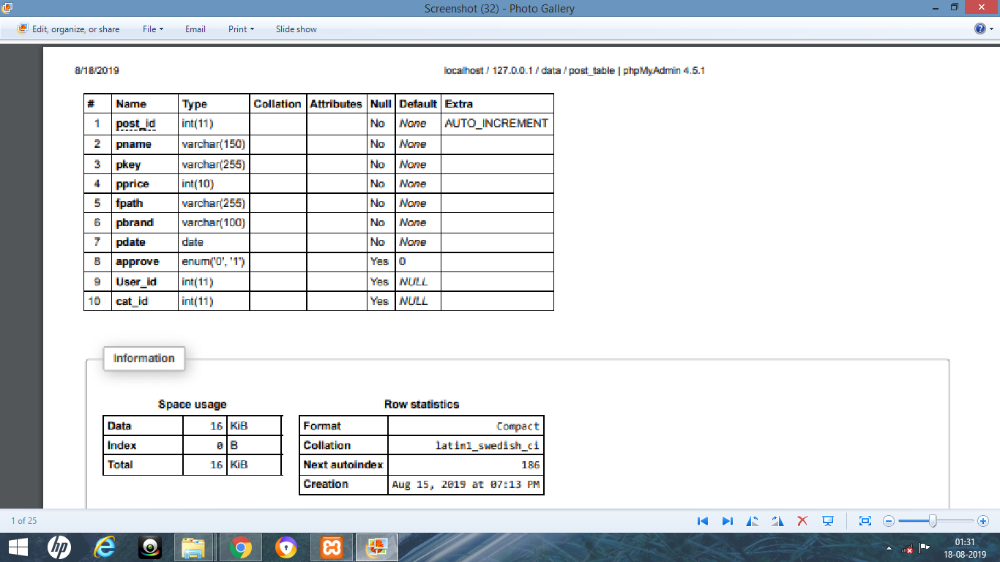 Screenshot (32) - Photo Gallery
Edit, organize, or share File Email Print Slide show
8/18/2019 localhost / 127.0.0.1 / data / post_table | phpMyAdmin 4.5.1
# Name Type Collation Attributes Null Default Extra
1 post_id int(11) No None AUTO_INCREMENT
2 pname varchar(150) No None
3 pkey varchar(255) No None
4 pprice int(10) No None
5 fpath varchar(255) No None
6 pbrand varchar(100) No None
7 pdate date No None
8 approve enum('0', '1') Yes 0
9 User_id int(11) Yes NULL
10 cat_id int(11) Yes NULL
Information
Space usage
Data 16 KiB
Index 0 B
Total 16 KiB
Row statistics
Format Compact
Collation latin1_swedish_ci
Next autoindex 186
Creation Aug 15, 2019 at 07:13 PM
1 of 25
hp
01:31
18-08-2019